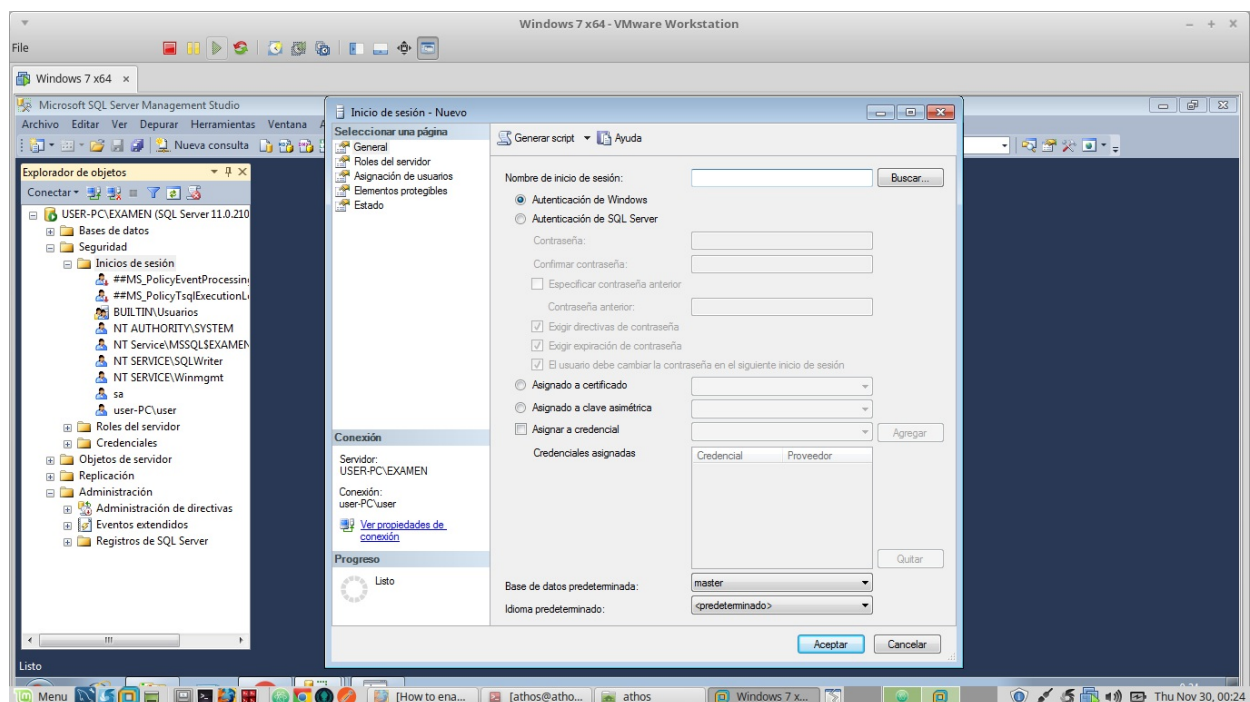 Windows 7 x64 - VMware Workstation
File
Windows 7 x64
Microsoft SQL Server Management Studio
Archivo Editar Ver Depurar Herramientas Ventana
Nueva consulta
Explorador de objetos
Conectar
USER-PC\EXAMEN (SQL Server 11.0.210
Bases de datos
Seguridad
Inicios de sesión
##MS_PolicyEventProcessing
##MS_PolicyTsqlExecutionL
BUILTIN\Usuarios
NT AUTHORITY\SYSTEM
NT Service\MSSQL$EXAMEN
NT SERVICE\SQLWriter
NT SERVICE\Winmgmt
sa
user-PC\user
Roles del servidor
Credenciales
Objetos de servidor
Replicación
Administración
Administración de directivas
Eventos extendidos
Registros de SQL Server
Listo
Inicio de sesión - Nuevo
Seleccionar una página
General
Roles del servidor
Asignación de usuarios
Elementos protegibles
Estado
Conexión
Servidor:
USER-PC\EXAMEN
Conexión:
user-PC\user
Ver propiedades de
conexión
Progreso
Listo
Generar script Ayuda
Nombre de inicio de sesión: Buscar...
Autenticación de Windows
Autenticación de SQL Server
Contraseña:
Confirmar contraseña:
Especificar contraseña anterior
Contraseña anterior:
Exigir directivas de contraseña
Exigir expiración de contraseña
El usuario debe cambiar la contraseña en el siguiente inicio de sesión
Asignado a certificado
Asignado a clave asimétrica
Asignar a credencial Agregar
Credenciales asignadas Credencial Proveedor
Quitar
Base de datos predeterminada: master
Idioma predeterminado: <predeterminado>
Aceptar Cancelar
Menu [How to ena... [athos@atho... athos Windows 7 x... Thu Nov 30, 00:24